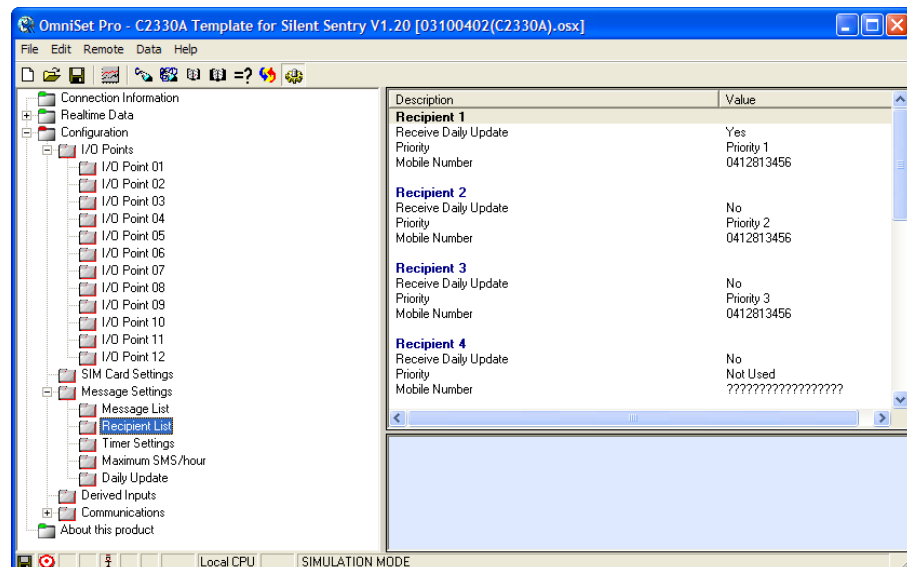 OmniSet Pro - C2330A Template for Silent Sentry V1.20 [03100402(C2330A).osx]
File Edit Remote Data Help
=?
Connection Information
Realtime Data
Configuration
I/O Points
I/O Point 01
I/O Point 02
I/O Point 03
I/O Point 04
I/O Point 05
I/O Point 06
I/O Point 07
I/O Point 08
I/O Point 09
I/O Point 10
I/O Point 11
I/O Point 12
SIM Card Settings
Message Settings
Message List
Recipient List
Timer Settings
Maximum SMS/hour
Daily Update
Derived Inputs
Communications
About this product
Description Value
Recipient 1
Receive Daily Update Yes
Priority Priority 1
Mobile Number 0412813456
Recipient 2
Receive Daily Update No
Priority Priority 2
Mobile Number 0412813456
Recipient 3
Receive Daily Update No
Priority Priority 3
Mobile Number 0412813456
Recipient 4
Receive Daily Update No
Priority Not Used
Mobile Number ??????????????????
Local CPU SIMULATION MODE